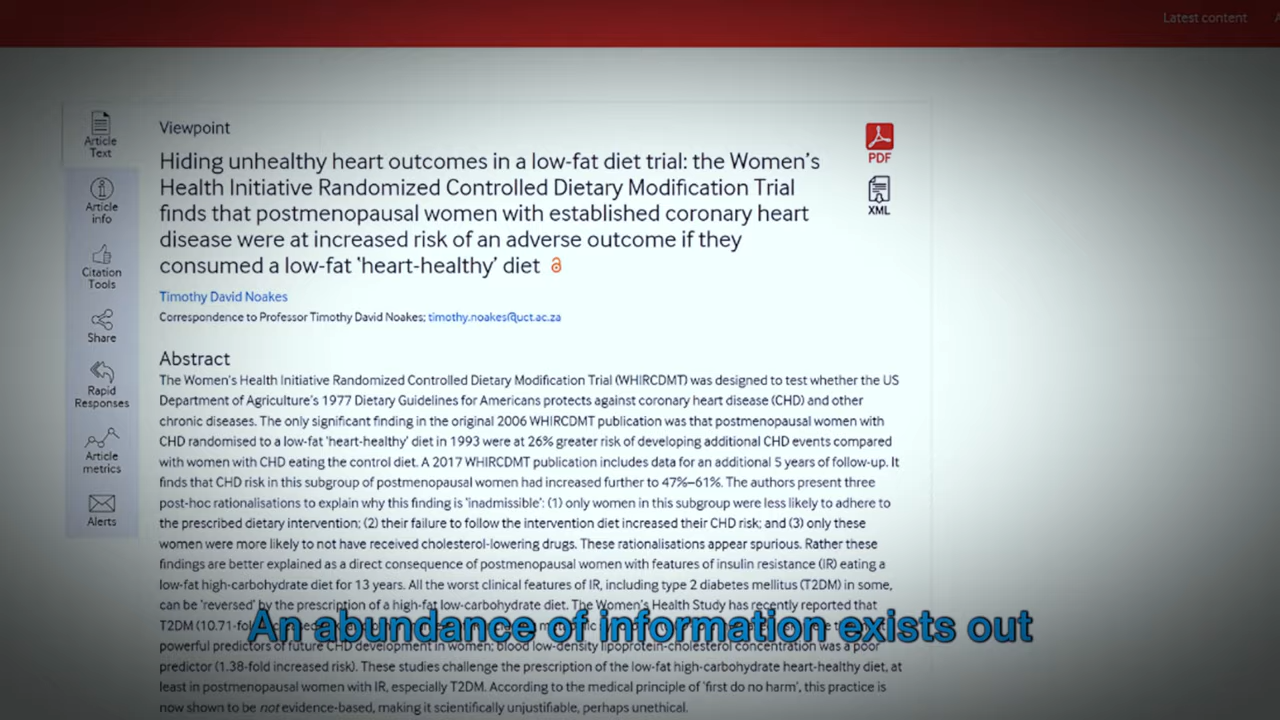 Latest content
Article
Text
Article
info
Citation
Tools
Share
Rapid
Responses
Article
metrics
Alerts
Viewpoint
Hiding unhealthy heart outcomes in a low-fat diet trial: the Women's
Health Initiative Randomized Controlled Dietary Modification Trial
finds that postmenopausal women with established coronary heart
disease were at increased risk of an adverse outcome if they
consumed a low-fat 'heart-healthy' diet
PDF
XML
Timothy David Noakes
Correspondence to Professor Timothy David Noakes; timothy.noakes@uct.ac.za
Abstract
The Women's Health Initiative Randomized Controlled Dietary Modification Trial (WHIRCDMT) was designed to test whether the US
Department of Agriculture's 1977 Dietary Guidelines for Americans protects against coronary heart disease (CHD) and other
chronic diseases. The only significant finding in the original 2006 WHIRCDMT publication was that postmenopausal women with
CHD randomised to a low-fat 'heart-healthy' diet in 1993 were at 26% greater risk of developing additional CHD events compared
with women with CHD eating the control diet. A 2017 WHIRCDMT publication includes data for an additional 5 years of follow-up. It
finds that CHD risk in this subgroup of postmenopausal women had increased further to 47%–61%. The authors present three
post-hoc rationalisations to explain why this finding is 'inadmissible': (1) only women in this subgroup were less likely to adhere to
the prescribed dietary intervention; (2) their failure to follow the intervention diet increased their CHD risk; and (3) only these
women were more likely to not have received cholesterol-lowering drugs. These rationalisations appear spurious. Rather these
findings are better explained as a direct consequence of postmenopausal women with features of insulin resistance (IR) eating a
low-fat high-carbohydrate diet for 13 years. All the worst clinical features of IR, including type 2 diabetes mellitus (T2DM) in some,
can be 'reversed' by the prescription of a high-fat low-carbohydrate diet. The Women's Health Study has recently reported that
T2DM (10.71-fol
An abundance of information exists out
powerful predictors of future CHD development in women; blood low-density lipoprotein-cholesterol concentration was a poor
predictor (1.38-fold increased risk). These studies challenge the prescription of the low-fat high-carbohydrate heart-healthy diet, at
least in postmenopausal women with IR, especially T2DM. According to the medical principle of 'first do no harm', this practice is
now shown to be not evidence-based, making it scientifically unjustifiable, perhaps unethical.